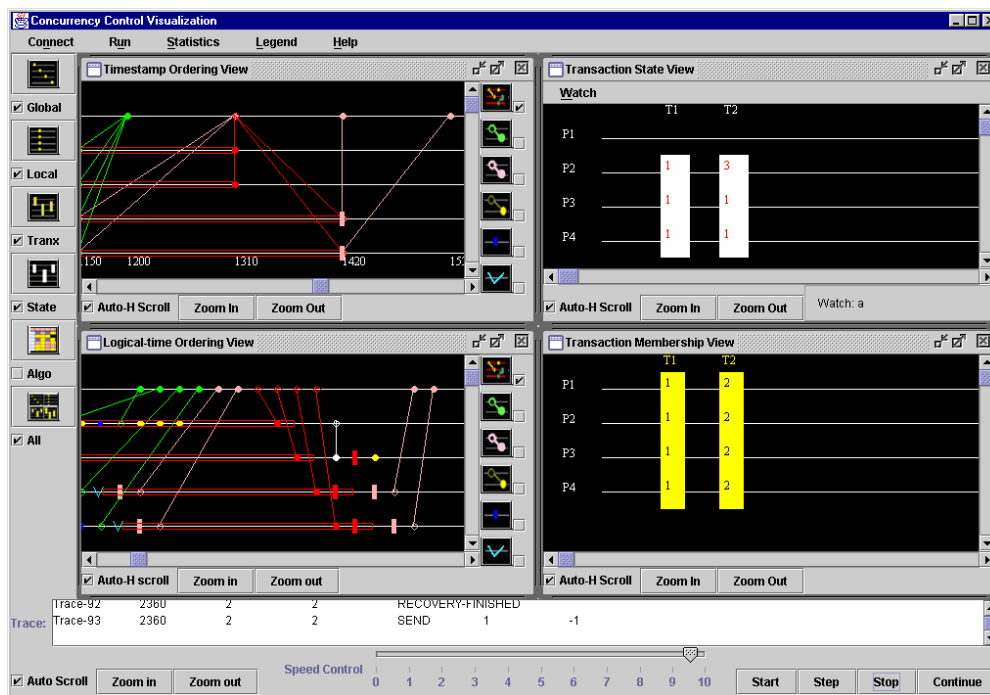 Concurrency Control Visualization
Connect Run Statistics Legend Help
Global
Local
Tranx
State
Algo
All
Timestamp Ordering View
1150 1200 1310 1420
Auto-H Scroll Zoom In Zoom Out
Transaction State View
Watch
T1 T2
P1
P2 1 3
P3 1 1
P4 1 1
Auto-H Scroll Zoom In Zoom Out Watch: a
Logical-time Ordering View
Auto-H scroll Zoom in Zoom out
Transaction Membership View
T1 T2
P1 1 2
P2 1 2
P3 1 2
P4 1 2
Auto-H Scroll Zoom In Zoom Out
Trace:
Trace-92 2360 2 2 RECOVERY-FINISHED
Trace-93 2360 2 2 SEND 1 -1
Auto Scroll Zoom in Zoom out Speed Control 0 1 2 3 4 5 6 7 8 9 10 Start Step Stop Continue